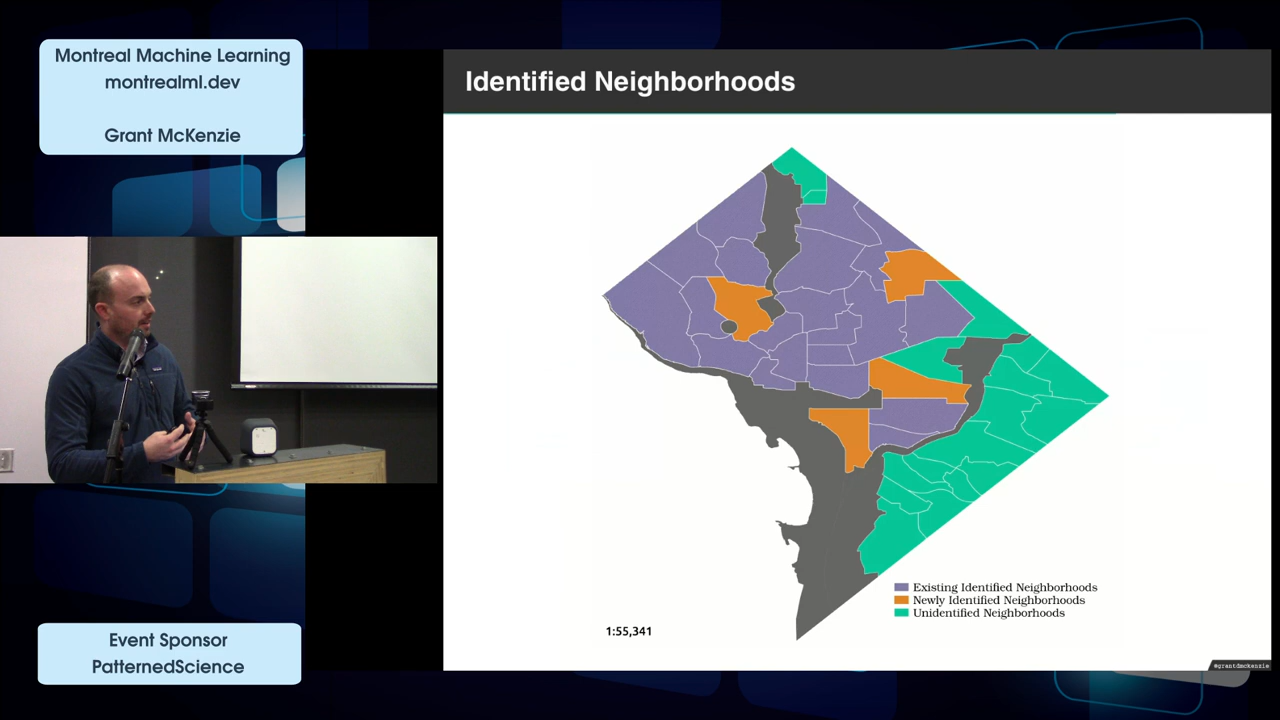 Montreal Machine Learning
montrealml.dev
Grant McKenzie
Identified Neighborhoods
Existing Identified Neighborhoods
Newly Identified Neighborhoods
Unidentified Neighborhoods
1:55,341
@grantdmckenzie
Event Sponsor
PatternedScience